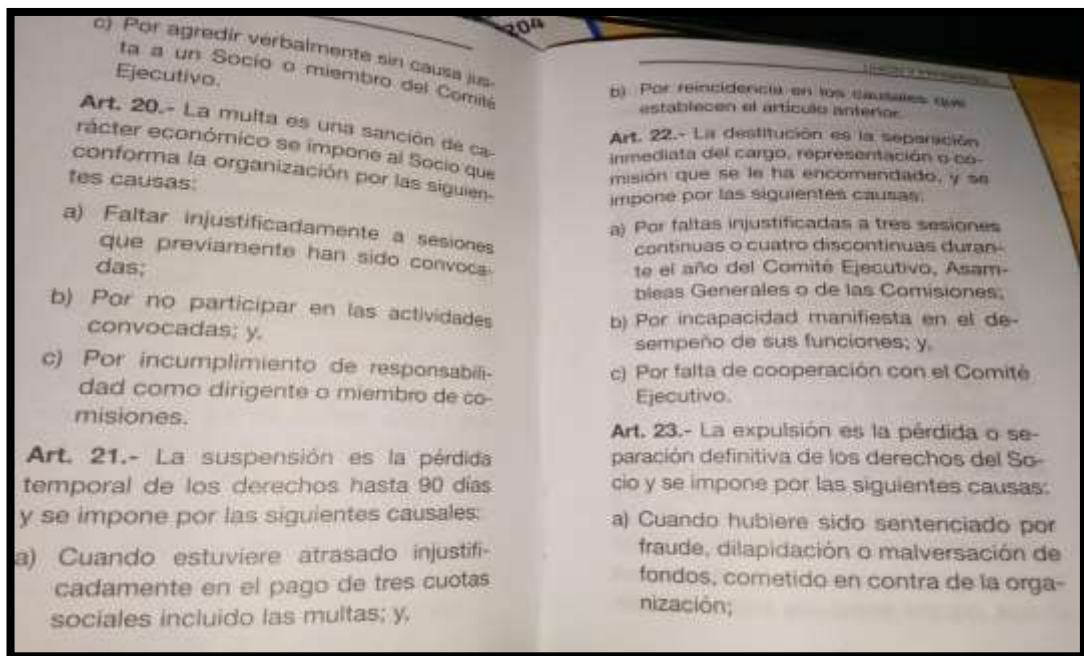 204
c) Por agredir verbalmente sin causa jus-
ta a un Socio o miembro del Comité
Ejecutivo.
Art. 20.- La multa es una sanción de ca-
rácter económico se impone al Socio que
conforma la organización por las siguien-
tes causas:
a) Faltar injustificadamente a sesiones
que previamente han sido convoca-
das;
b) Por no participar en las actividades
convocadas; y,
c) Por incumplimiento de responsabili-
dad como dirigente o miembro de co-
misiones.
Art. 21.- La suspensión es la pérdida
temporal de los derechos hasta 90 días
y se impone por las siguientes causales:
a) Cuando estuviere atrasado injustifi-
cadamente en el pago de tres cuotas
sociales incluido las multas; y,
b) Por reincidencia en los causales que
establecen el artículo anterior.
Art. 22.- La destitución es la separación
inmediata del cargo, representación o co-
misión que se le ha encomendado, y se
impone por las siguientes causas:
a) Por faltas injustificadas a tres sesiones
continuas o cuatro discontinuas duran-
te el año del Comité Ejecutivo, Asam-
bleas Generales o de las Comisiones;
b) Por incapacidad manifiesta en el de-
sempeño de sus funciones; y,
c) Por falta de cooperación con el Comité
Ejecutivo.
Art. 23.- La expulsión es la pérdida o se-
paración definitiva de los derechos del So-
cio y se impone por las siguientes causas:
a) Cuando hubiere sido sentenciado por
fraude, dilapidación o malversación de
fondos, cometido en contra de la orga-
nización;